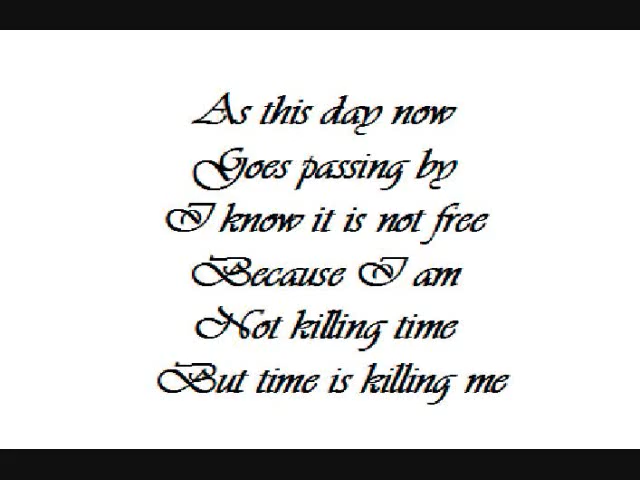 As this day now
Goes passing by
I know it is not free
Because I am
Not killing time
But time is killing me